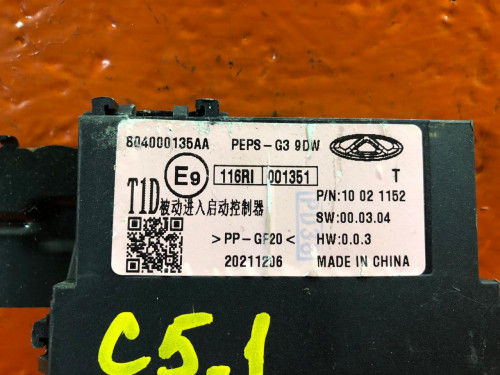 804000135AA PEPS-G3 9DW
E9 116RI 001351 T
P/N:10 02 1152
T1D被动进入启动控制器 SW:00.03.04
>PP-GF20< HW:0.0.3
20211206 MADE IN CHINA
C5.1